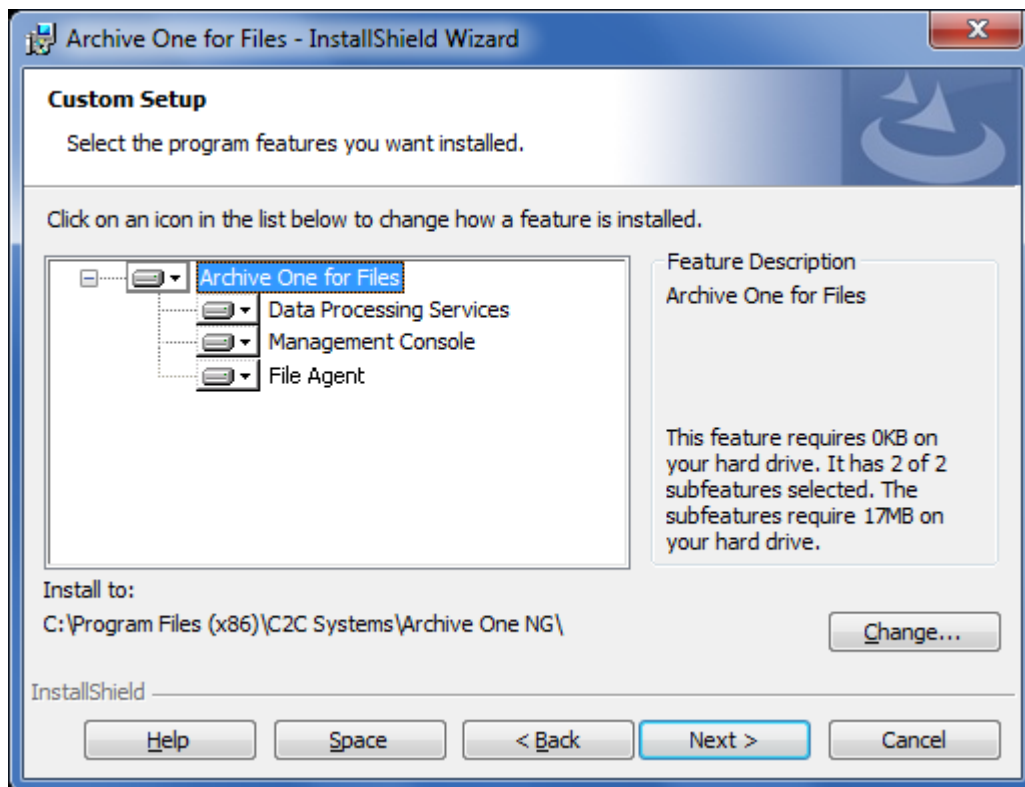 Archive One for Files - InstallShield Wizard
Custom Setup
Select the program features you want installed.
Click on an icon in the list below to change how a feature is installed.
Archive One for Files
Data Processing Services
Management Console
File Agent
Feature Description
Archive One for Files
This feature requires 0KB on
your hard drive. It has 2 of 2
subfeatures selected. The
subfeatures require 17MB on
your hard drive.
Install to:
C:\Program Files (x86)\C2C Systems\Archive One NG\
Change...
InstallShield
Help
Space
< Back
Next >
Cancel